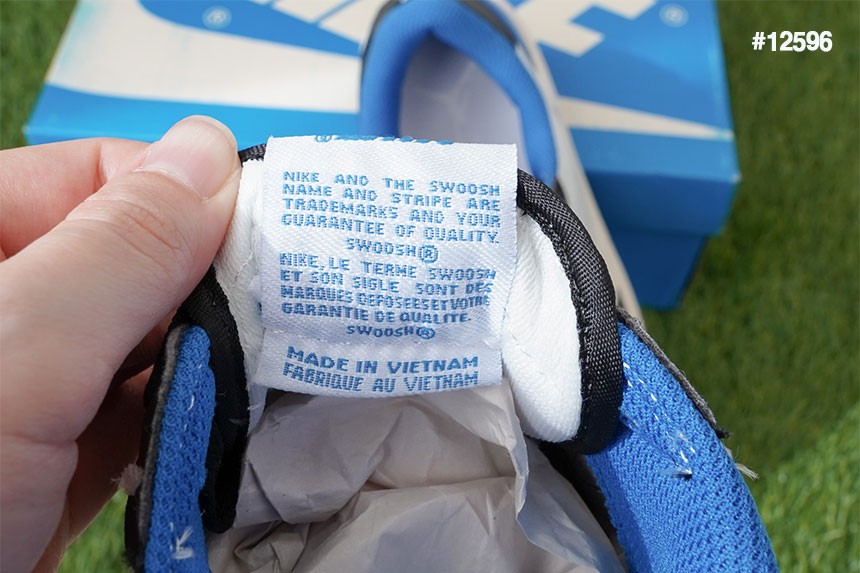 #12596
NIKE
NIKE AND THE SWOOSH
NAME AND STRIPE ARE
TRADEMARKS AND YOUR
GUARANTEE OF QUALITY.
SWOOSH®
NIKE, LE TERME SWOOSH
ET SON SIGLE SONT DES
MARQUES DEPOSEES ET VOTRE
GARANTIE DE QUALITE.
SWOOSH®
MADE IN VIETNAM
FABRIQUE AU VIETNAM